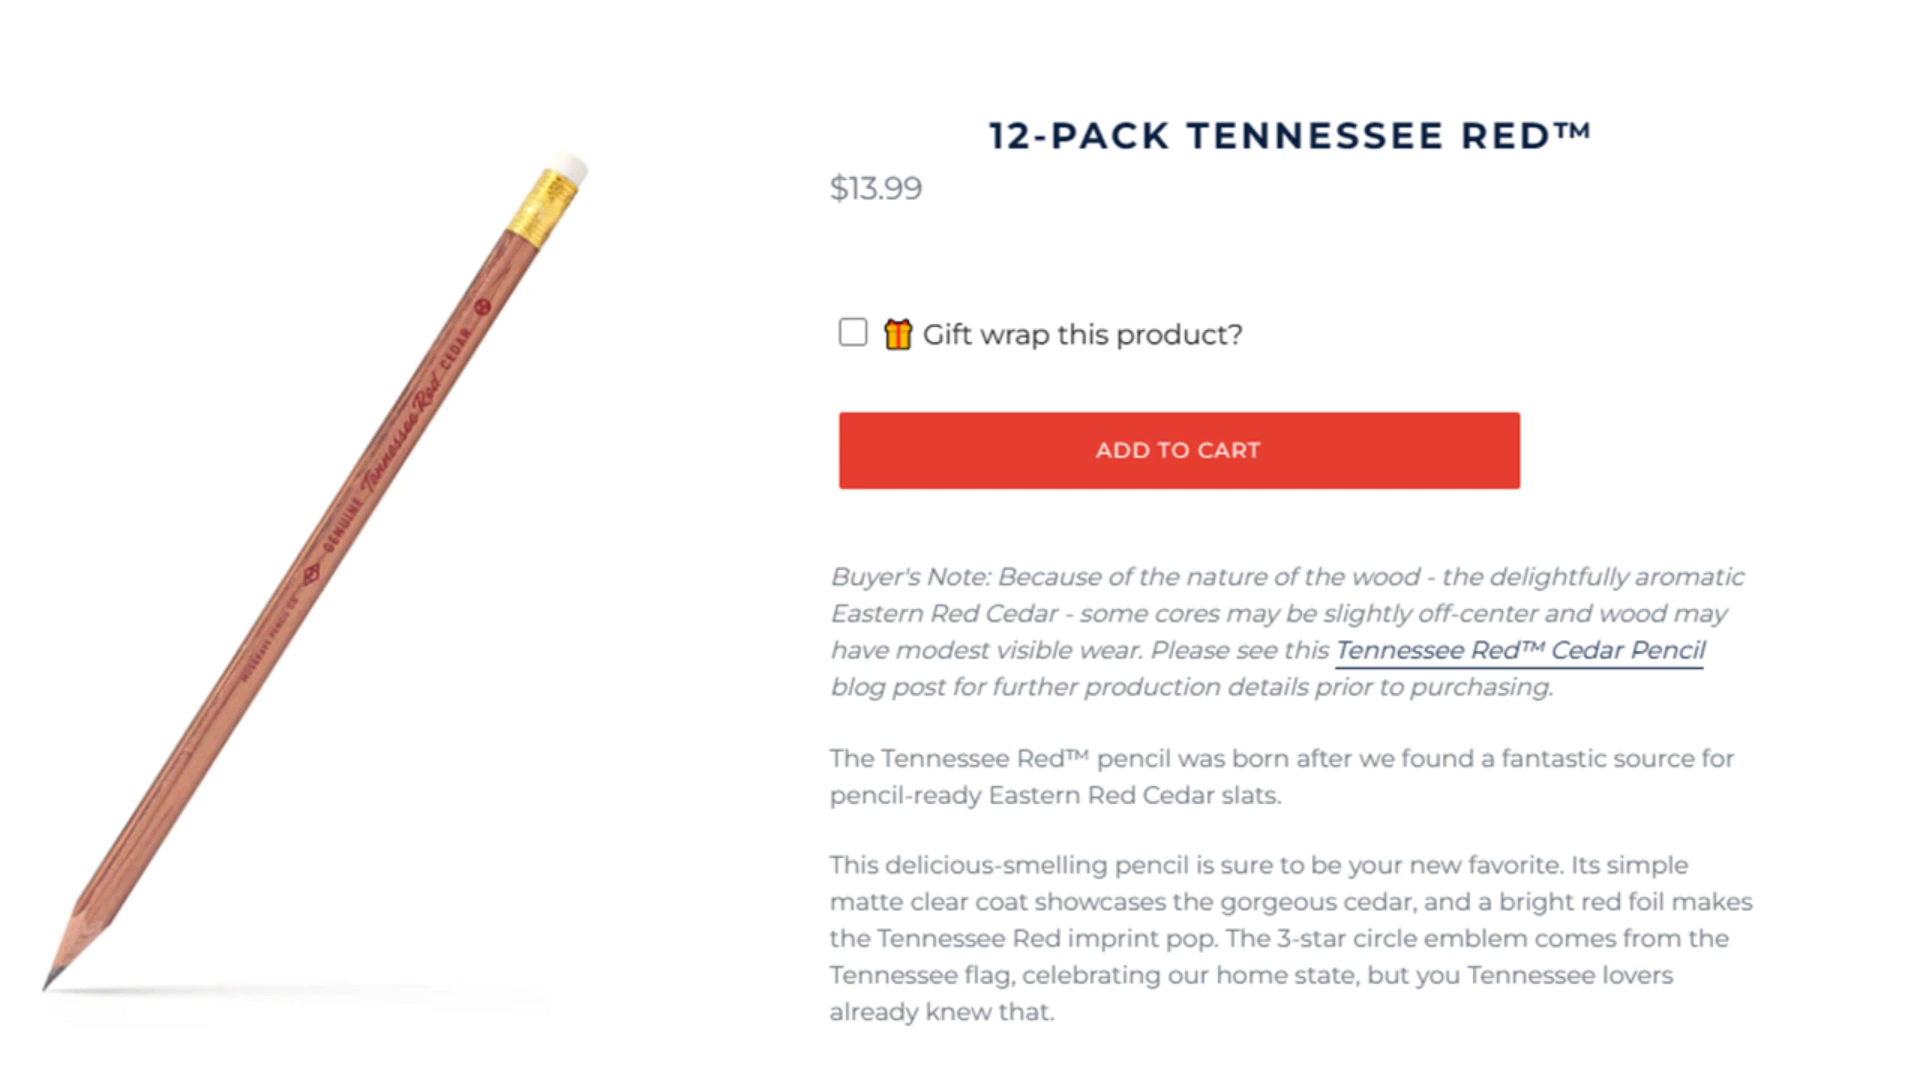 12-PACK TENNESSEE RED™
$13.99
Gift wrap this product?
ADD TO CART
Buyer's Note: Because of the nature of the wood - the delightfully aromatic
Eastern Red Cedar - some cores may be slightly off-center and wood may
have modest visible wear. Please see this Tennessee Red™ Cedar Pencil
blog post for further production details prior to purchasing.
The Tennessee Red™ pencil was born after we found a fantastic source for
pencil-ready Eastern Red Cedar slats.
This delicious-smelling pencil is sure to be your new favorite. Its simple
matte clear coat showcases the gorgeous cedar, and a bright red foil makes
the Tennessee Red imprint pop. The 3-star circle emblem comes from the
Tennessee flag, celebrating our home state, but you Tennessee lovers
already knew that.
MUSGRAVE PENCIL CO GENUINE Tennessee Red CEDAR